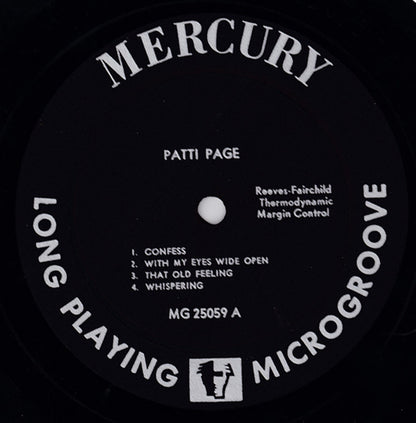 MERCURY
PATTI PAGE
Reeves-Fairchild
Thermodynamic
Margin Control
1. CONFESS
2. WITH MY EYES WIDE OPEN
3. THAT OLD FEELING
4. WHISPERING
MG 25059 A
LONG PLAYING MICROGROOVE